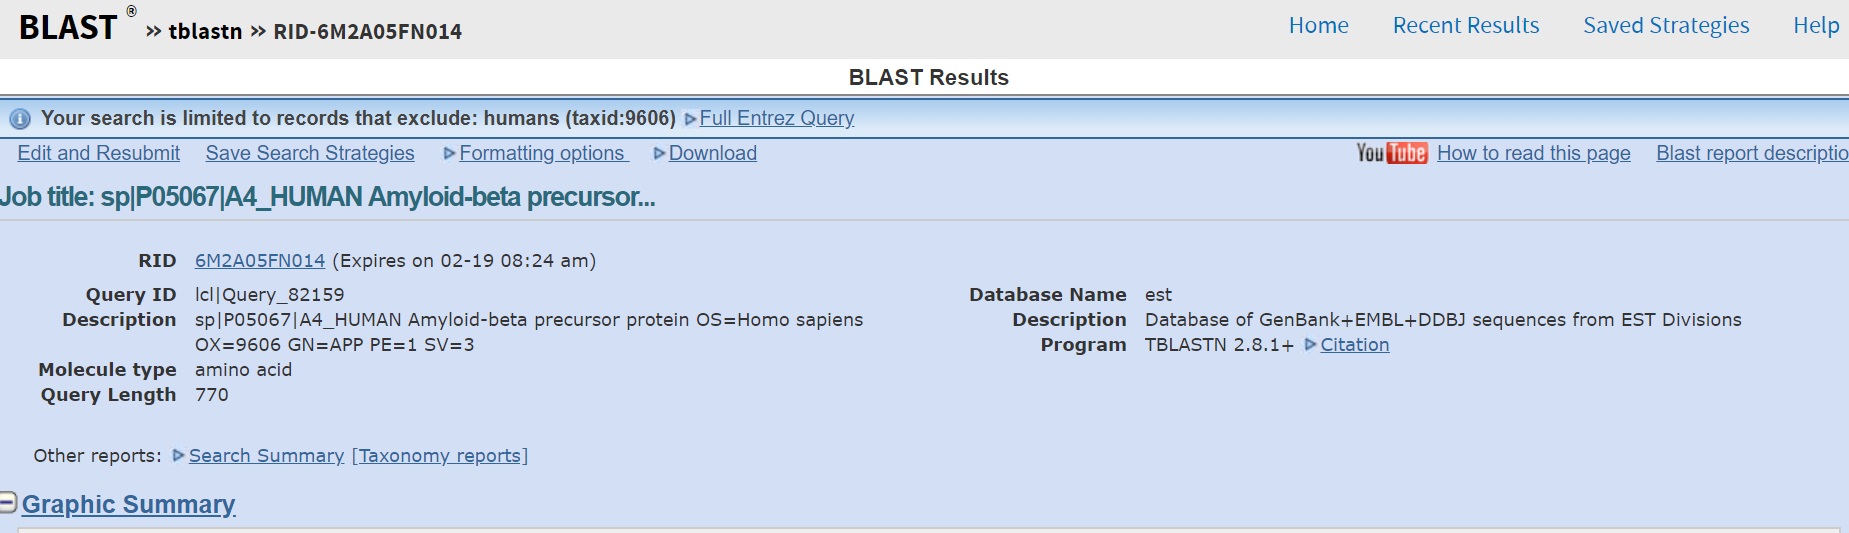 BLAST ® » tblastn » RID-6M2A05FN014 Home Recent Results Saved Strategies Help
BLAST Results
Your search is limited to records that exclude: humans (taxid:9606) Full Entrez Query
Edit and Resubmit Save Search Strategies Formatting options Download YouTube How to read this page Blast report descriptio
Job title: sp|P05067|A4_HUMAN Amyloid-beta precursor...
RID 6M2A05FN014 (Expires on 02-19 08:24 am)
Query ID lcl|Query_82159 Database Name est
Description sp|P05067|A4_HUMAN Amyloid-beta precursor protein OS=Homo sapiens Description Database of GenBank+EMBL+DDBJ sequences from EST Divisions
OX=9606 GN=APP PE=1 SV=3 Program TBLASTN 2.8.1+ Citation
Molecule type amino acid
Query Length 770
Other reports: Search Summary [Taxonomy reports]
Graphic Summary